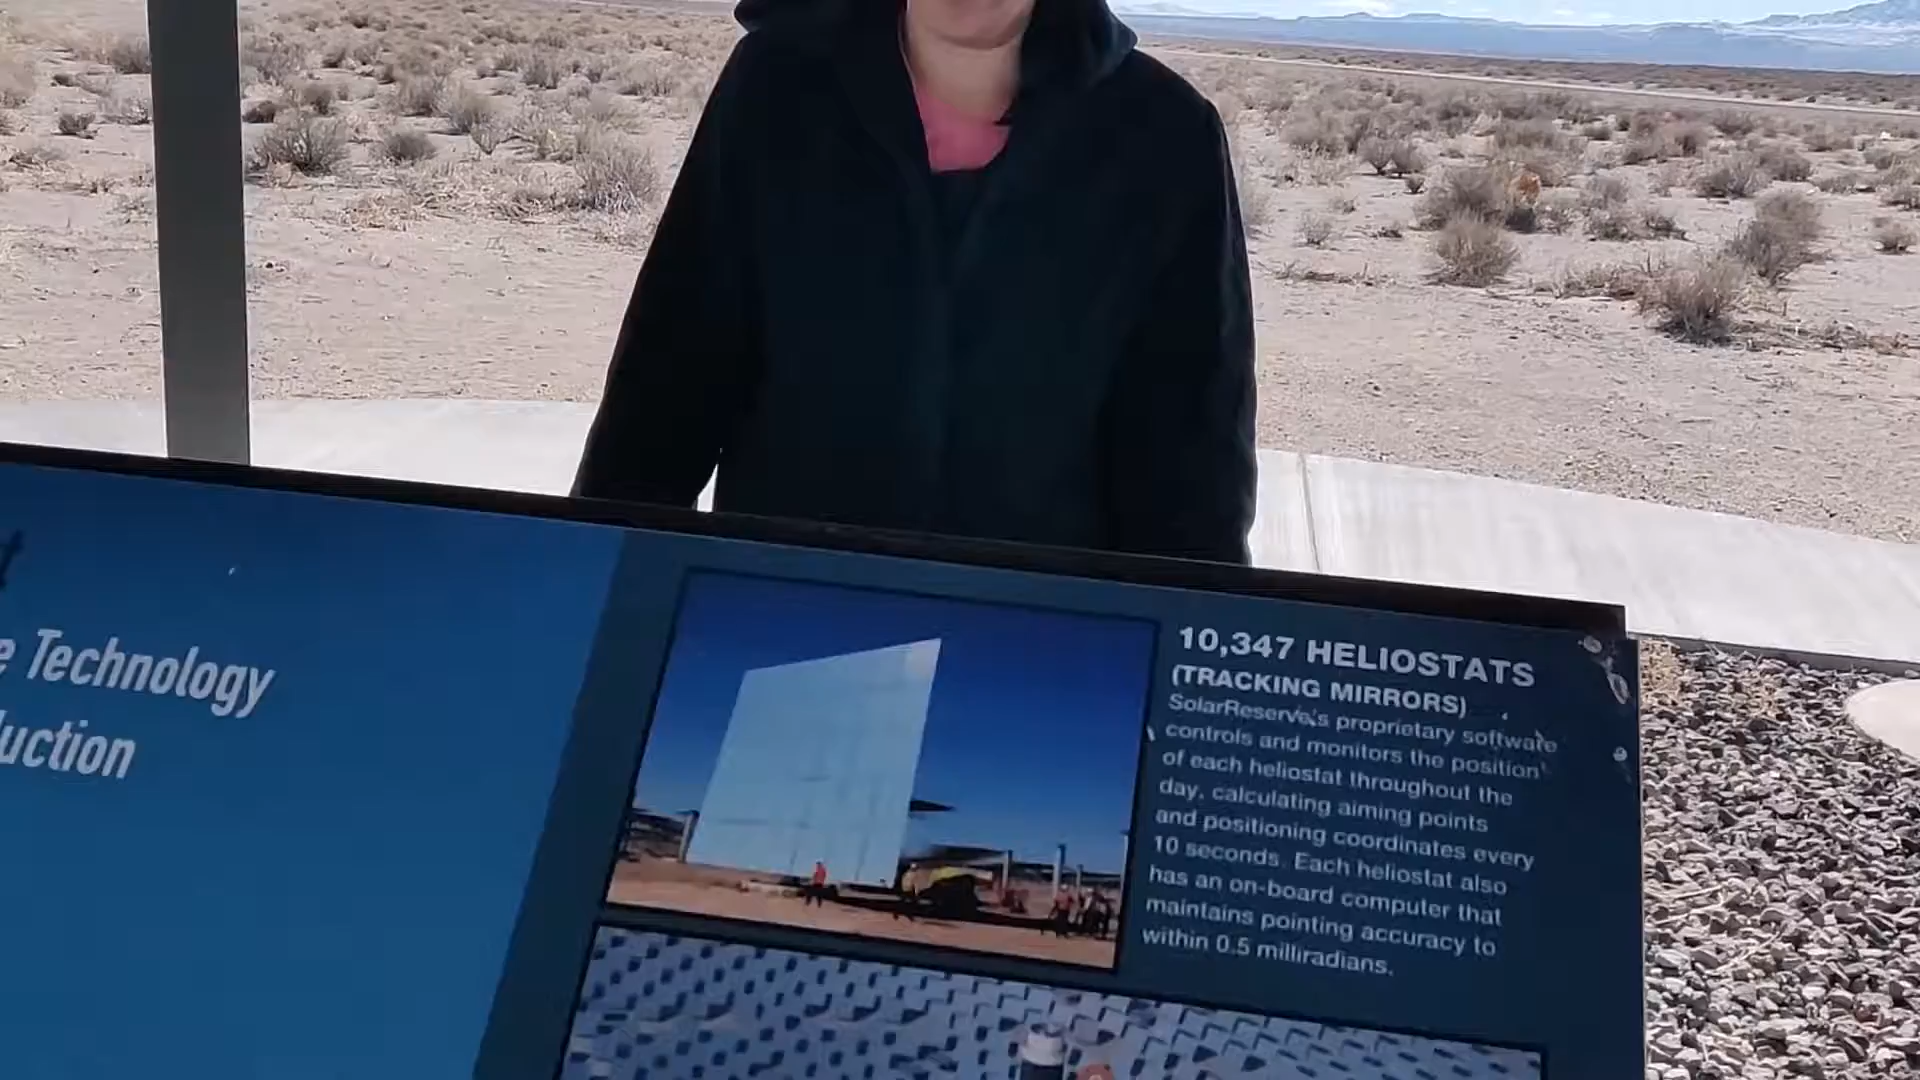 Technology
10,347 HELIOSTATS
(TRACKING MIRRORS)
SolarReserve's proprietary software
controls and monitors the position
of each heliostat throughout the
day, calculating aiming points
and positioning coordinates every
10 seconds. Each heliostat also
has an on-board computer that
maintains pointing accuracy to
within 0.5 milliradians.